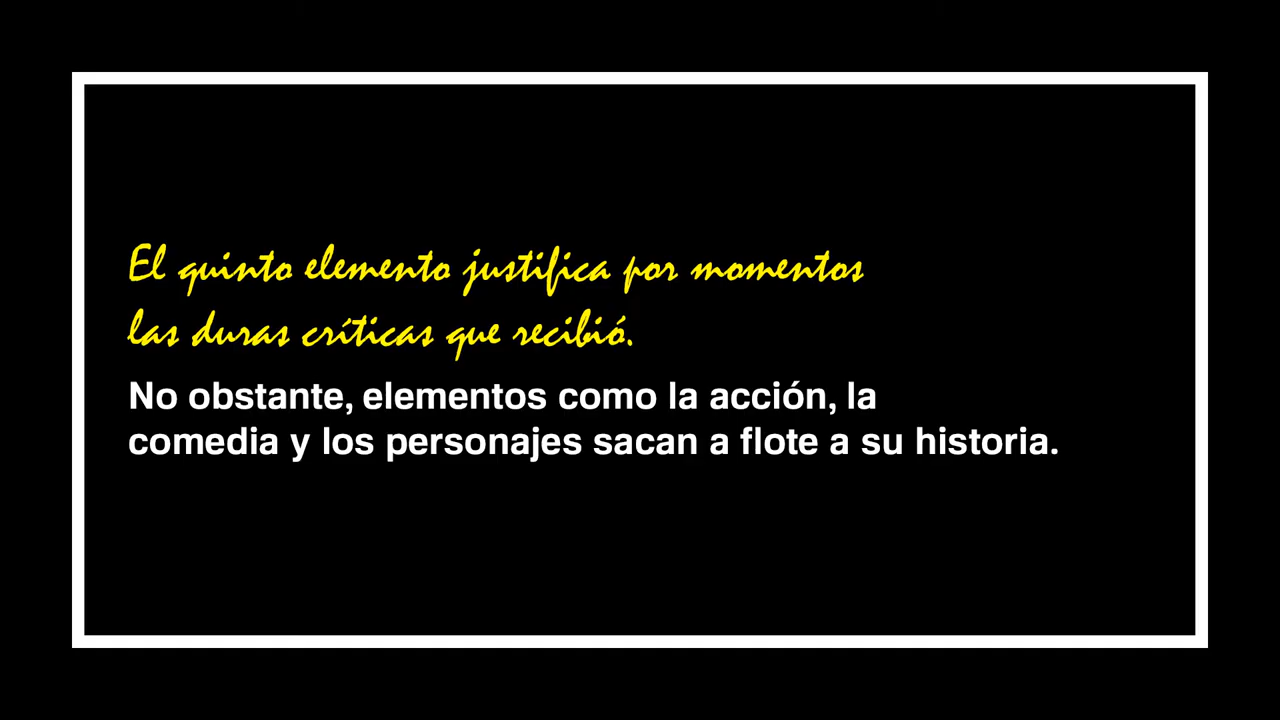 El quinto elemento justifica por momentos
las duras críticas que recibió.
No obstante, elementos como la acción, la
comedia y los personajes sacan a flote a su historia.